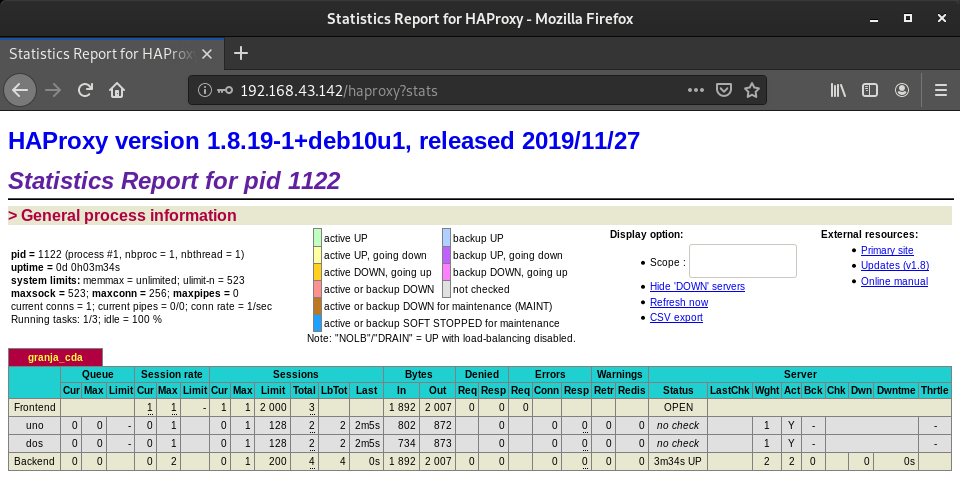 Statistics Report for HAProxy - Mozilla Firefox
Statistics Report for HAProx
192.168.43.142/haproxy?stats
HAProxy version 1.8.19-1+deb10u1, released 2019/11/27
Statistics Report for pid 1122
> General process information
pid = 1122 (process #1, nbproc = 1, nbthread = 1)
uptime = 0d 0h03m34s
system limits: memmax = unlimited; ulimit-n = 523
maxsock = 523; maxconn = 256; maxpipes = 0
current conns = 1; current pipes = 0/0; conn rate = 1/sec
Running tasks: 1/3; idle = 100 %
active UP backup UP
active UP, going down backup UP, going down
active DOWN, going up backup DOWN, going up
active or backup DOWN not checked
active or backup DOWN for maintenance (MAINT)
active or backup SOFT STOPPED for maintenance
Note: "NOLB"/"DRAIN" = UP with load-balancing disabled.
Display option:
Scope :
Hide 'DOWN' servers
Refresh now
CSV export
External resources:
Primary site
Updates (v1.8)
Online manual
granja_cda
Queue Session rate Sessions Bytes Denied Errors Warnings Server
Cur Max Limit Cur Max Limit Cur Max Limit Total LbTot Last In Out Req Resp Req Conn Resp Retr Redis Status LastChk Wght Act Bck Chk Dwn Dwntme Thrtle
Frontend 1 1 - 1 1 2 000 3 1 892 2 007 0 0 0 OPEN
uno 0 0 - 0 1 0 1 128 2 2 2m5s 802 872 0 0 0 0 0 no check 1 Y - -
dos 0 0 - 0 1 0 1 128 2 2 2m5s 734 873 0 0 0 0 0 no check 1 Y - -
Backend 0 0 0 2 0 1 200 4 4 0s 1 892 2 007 0 0 0 0 0 0 3m34s UP 2 2 0 0 0s